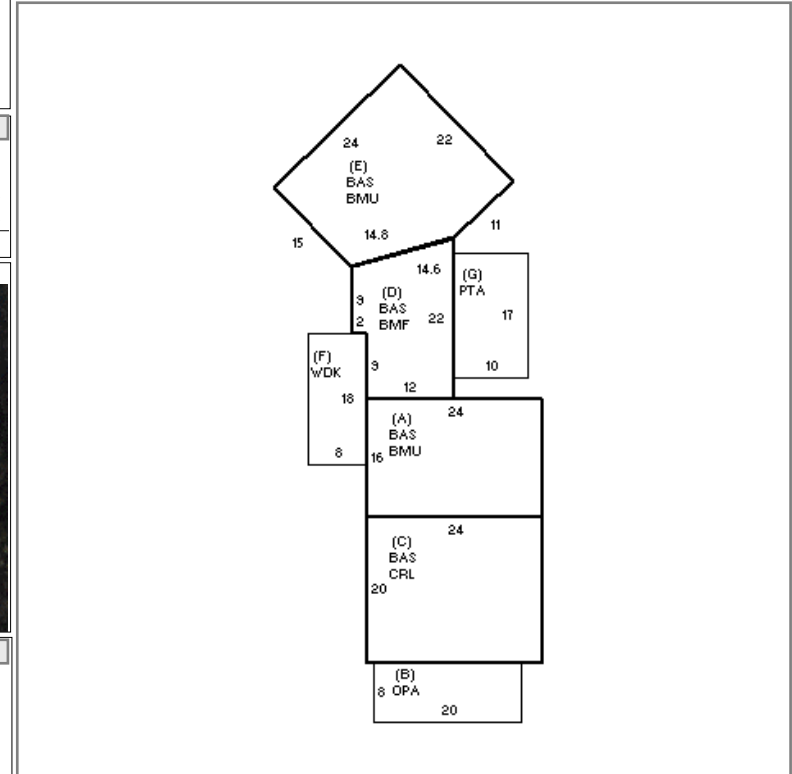 24
22
(E)
BAS
BMU
15
14.8
11
14.6
(G)
PTA
9
(D)
BAS
BMF
2
22
17
(F)
WDK
9
10
12
18
24
(A)
BAS
BMU
8
16
24
(C)
BAS
CRL
20
(B)
8 OPA
20